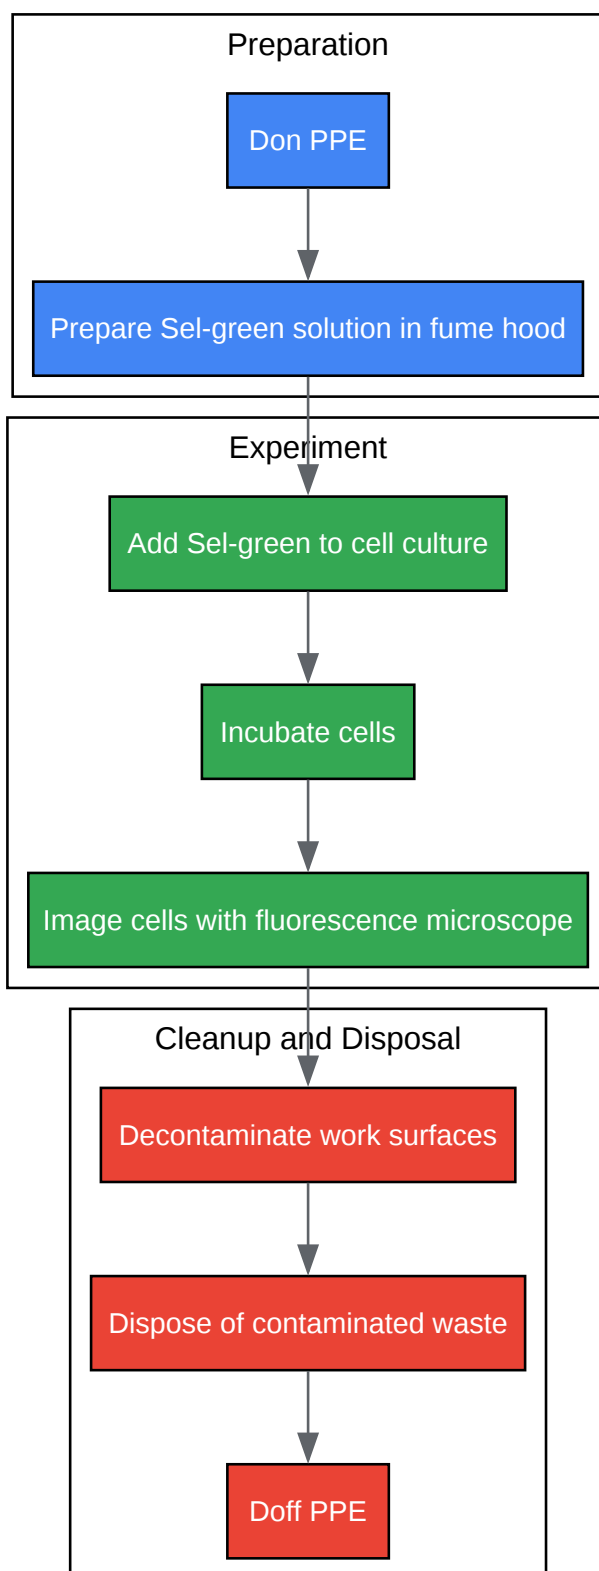 Preparation
Don PPE
Prepare Sel-green solution in fume hood
Experiment
Add Sel-green to cell culture
Incubate cells
Image cells with fluorescence microscope
Cleanup and Disposal
Decontaminate work surfaces
Dispose of contaminated waste
Doff PPE